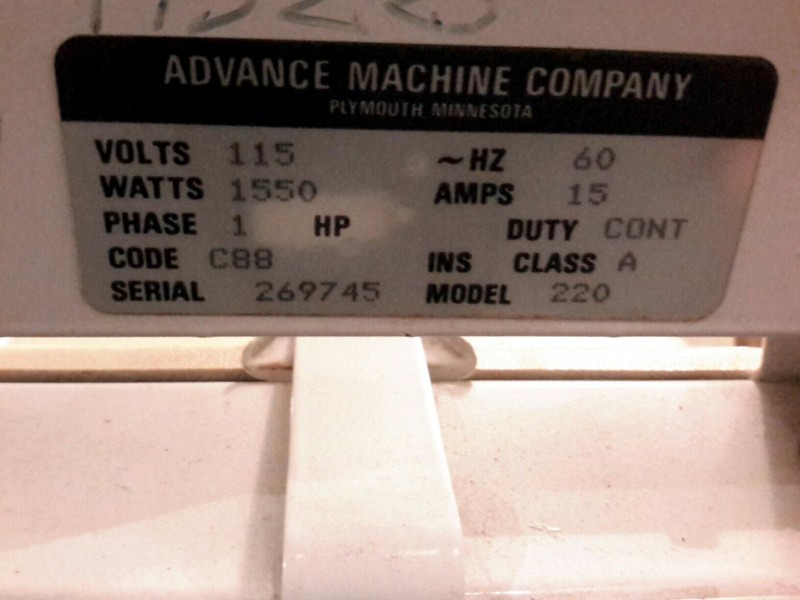 ADVANCE MACHINE COMPANY
PLYMOUTH, MINNESOTA
VOLTS 115 ~HZ 60
WATTS 1550 AMPS 15
PHASE 1 HP DUTY CONT
CODE C88 INS CLASS A
SERIAL 269745 MODEL 220